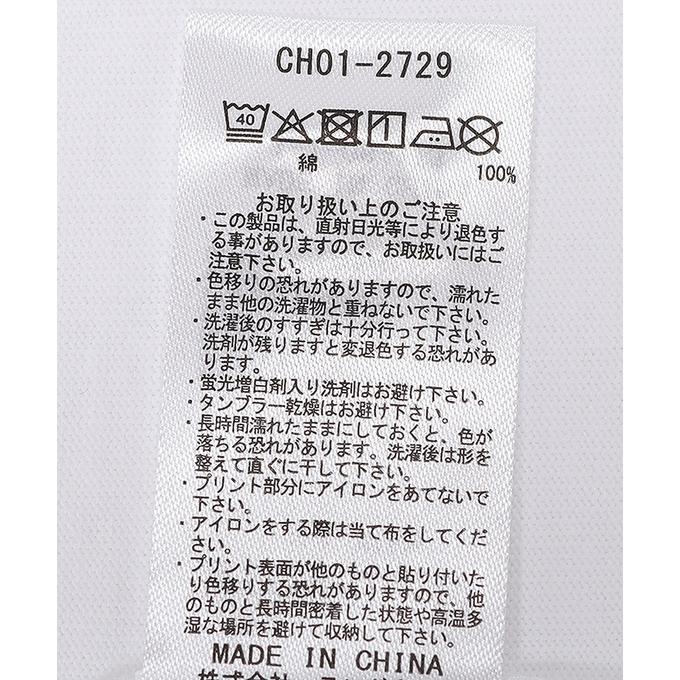 CH01-2729
40
綿 100%
お取り扱い上のご注意
・この製品は、直射日光等により退色す
る事がありますので、お取扱いにはご
注意下さい。
・色移りの恐れがありますので、濡れた
まま他の洗濯物と重ねないで下さい。
・洗濯後のすすぎは十分行って下さい。
洗剤が残りますと変退色する恐れがあ
ります。
・蛍光増白剤入り洗剤はお避け下さい。
・タンブラー乾燥はお避け下さい。
・長時間濡れたままにしておくと、色が
落ちる恐れがあります。洗濯後は形を
整えて直ぐに干して下さい。
・プリント部分にアイロンをあてないで
下さい。
・アイロンをする際は当て布をしてくだ
さい。
・プリント表面が他のものと貼り付いた
り色移りする恐れがありますので、他
のものと長時間密着した状態や高温多
湿な場所を避けて収納して下さい。
MADE IN CHINA